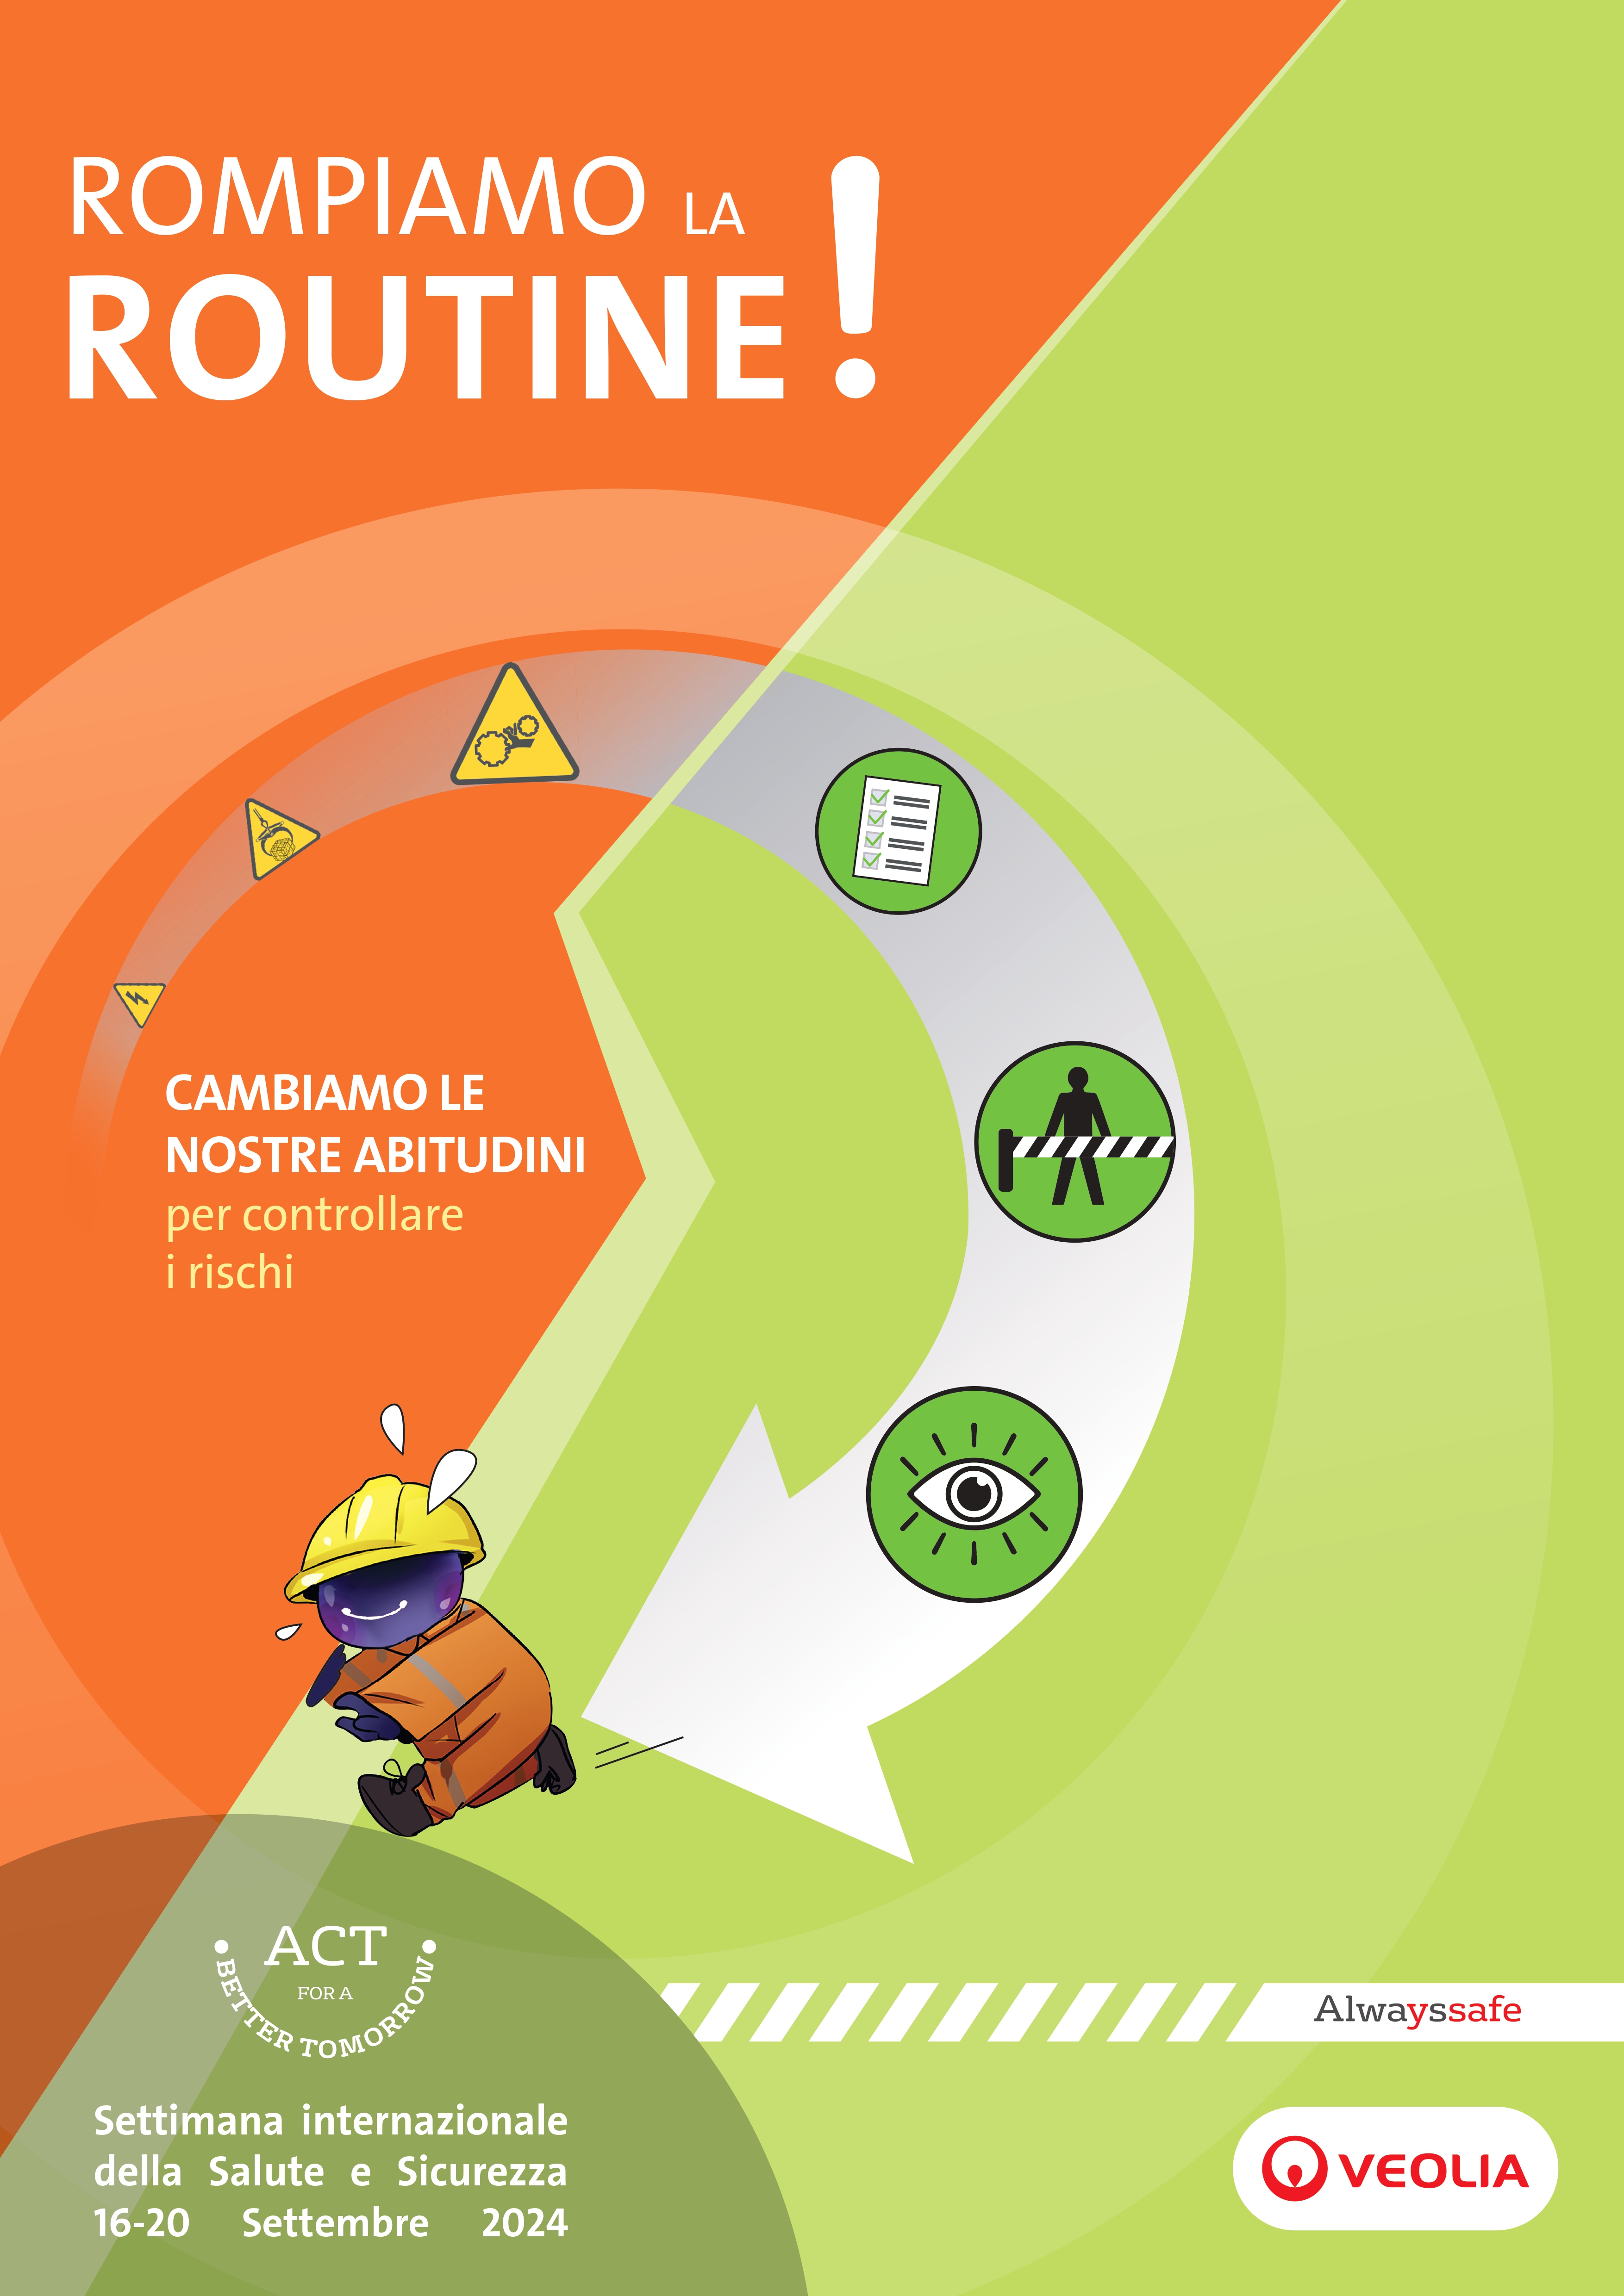 ROMPIAMO LA
ROUTINE!
CAMBIAMO LE
NOSTRE ABITUDINI
per controllare
i rischi
ACT
FOR A
BETTER TOMORROW
Alwayssafe
Settimana internazionale
della Salute e Sicurezza
16-20 Settembre 2024
VEOLIA